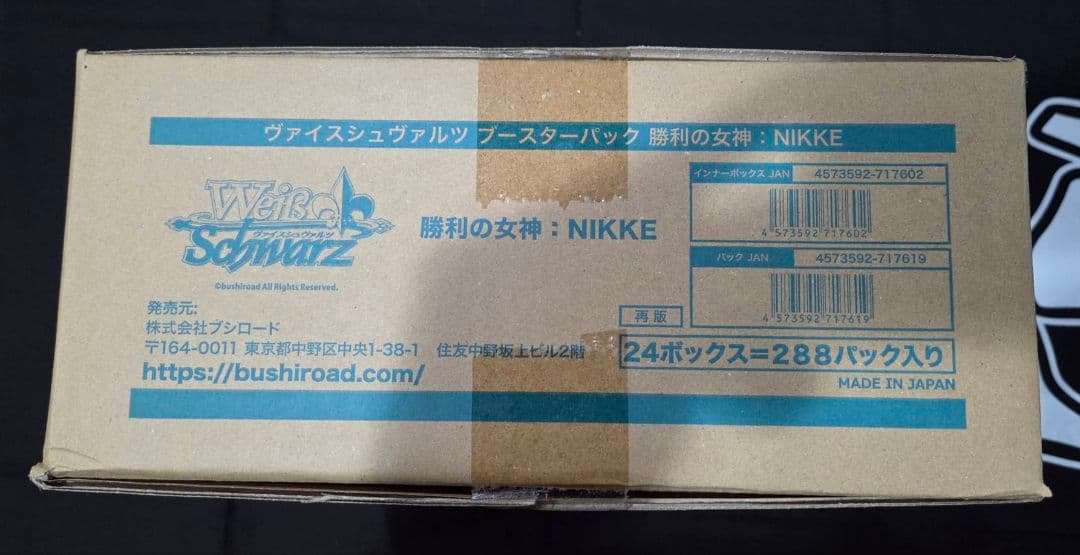 ヴァイスシュヴァルツ ブースターパック 勝利の女神：NIKKE
Weiß
ヴァイスシュヴァルツ
Schwarz
©bushiroad All Rights Reserved.
勝利の女神：NIKKE
インナーボックス JAN 4573592-717602
4 573592 717602
パック JAN 4573592-717619
4 573592 717619
発売元:
株式会社ブシロード
〒164-0011 東京都中野区中央1-38-1 住友中野坂上ビル2階
https://bushiroad.com/
再版
24ボックス=288パック入り
MADE IN JAPAN